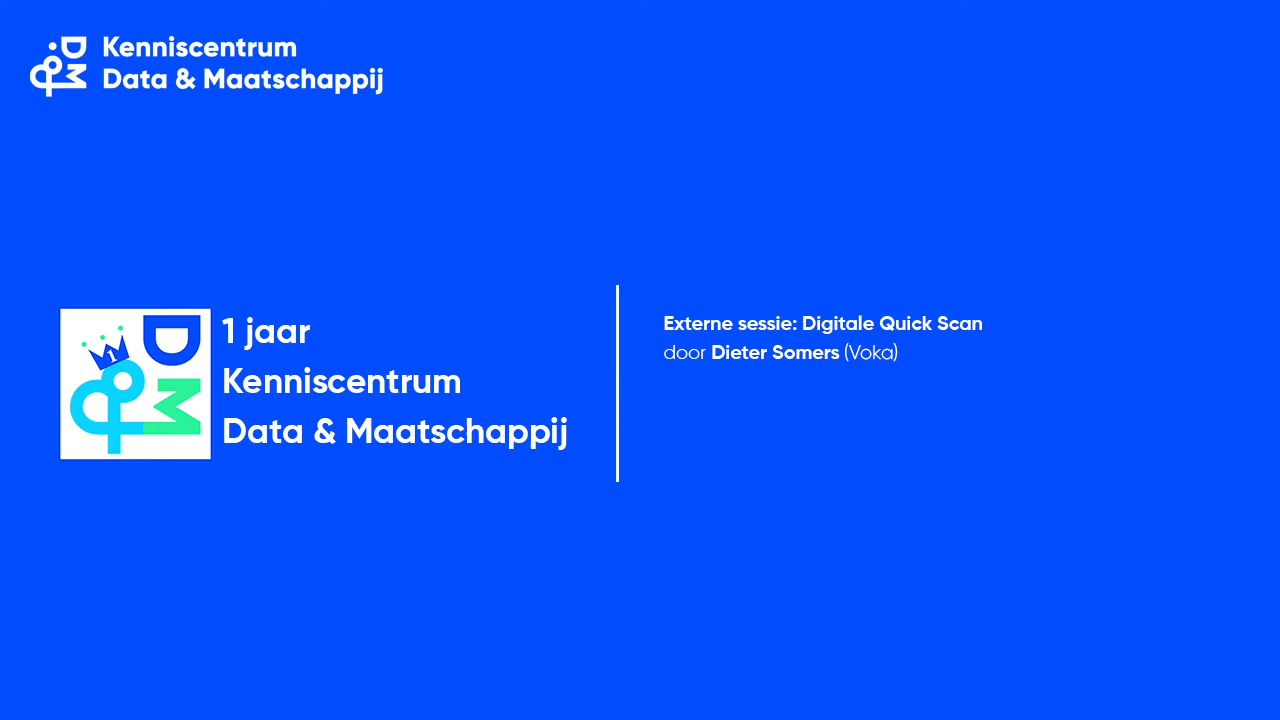 Kenniscentrum
Data & Maatschappij
1 jaar
Kenniscentrum
Data & Maatschappij
Externe sessie: Digitale Quick Scan
door Dieter Somers (Voka)